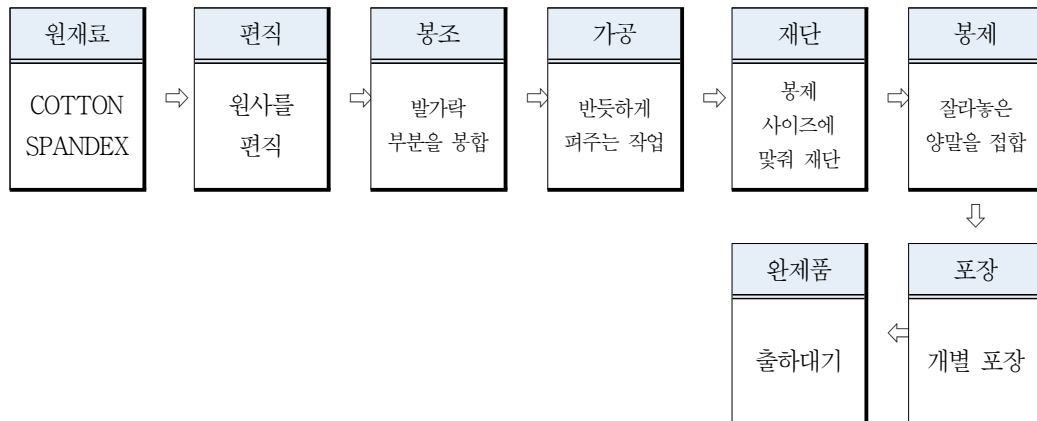 원재료
COTTON
SPANDEX
편직
원사를
편직
봉조
발가락
부분을 봉합
가공
반듯하게
펴주는 작업
재단
봉제
사이즈에
맞춰 재단
봉제
잘라놓은
양말을 접합
포장
개별 포장
완제품
출하대기